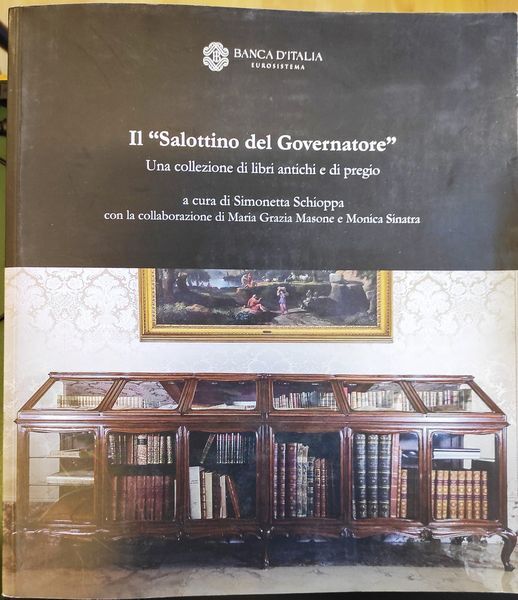 BANCA D'ITALIA
EUROSISTEMA
Il “Salottino del Governatore”
Una collezione di libri antichi e di pregio
a cura di Simonetta Schioppa
con la collaborazione di Maria Grazia Masone e Monica Sinatra